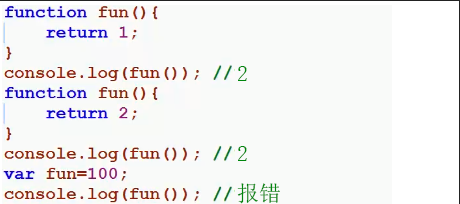 function fun(){
    return 1;
}
console.log(fun()); //2
function fun(){
    return 2;
}
console.log(fun()); //2
var fun=100;
console.log(fun()); //报错